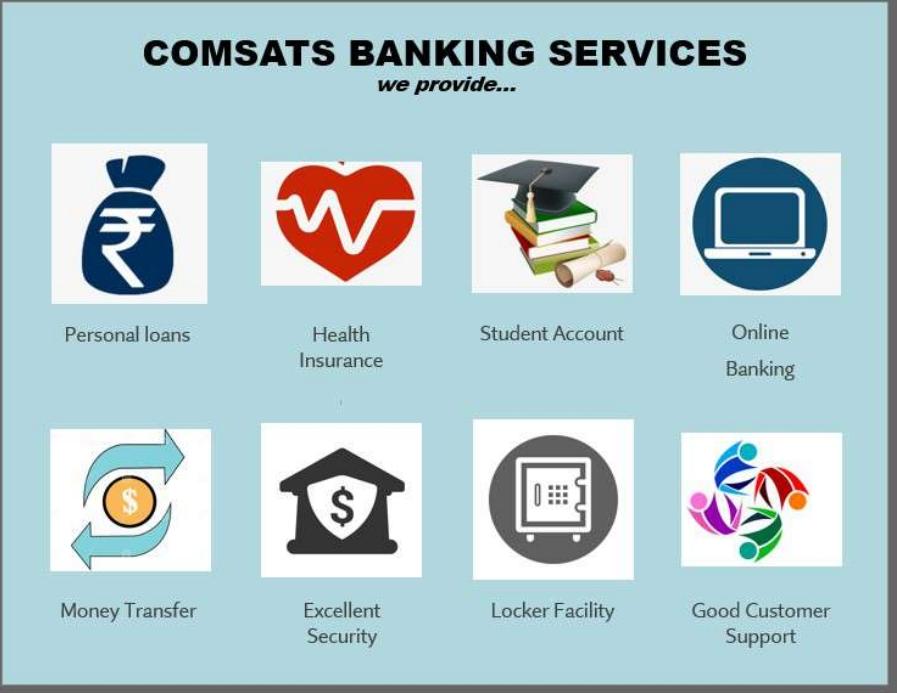 COMSATS BANKING SERVICES
we provide...
₹
Personal loans
Health
Insurance
Student Account
Online
Banking
$
Money Transfer
$
Excellent
Security
Locker Facility
Good Customer
Support